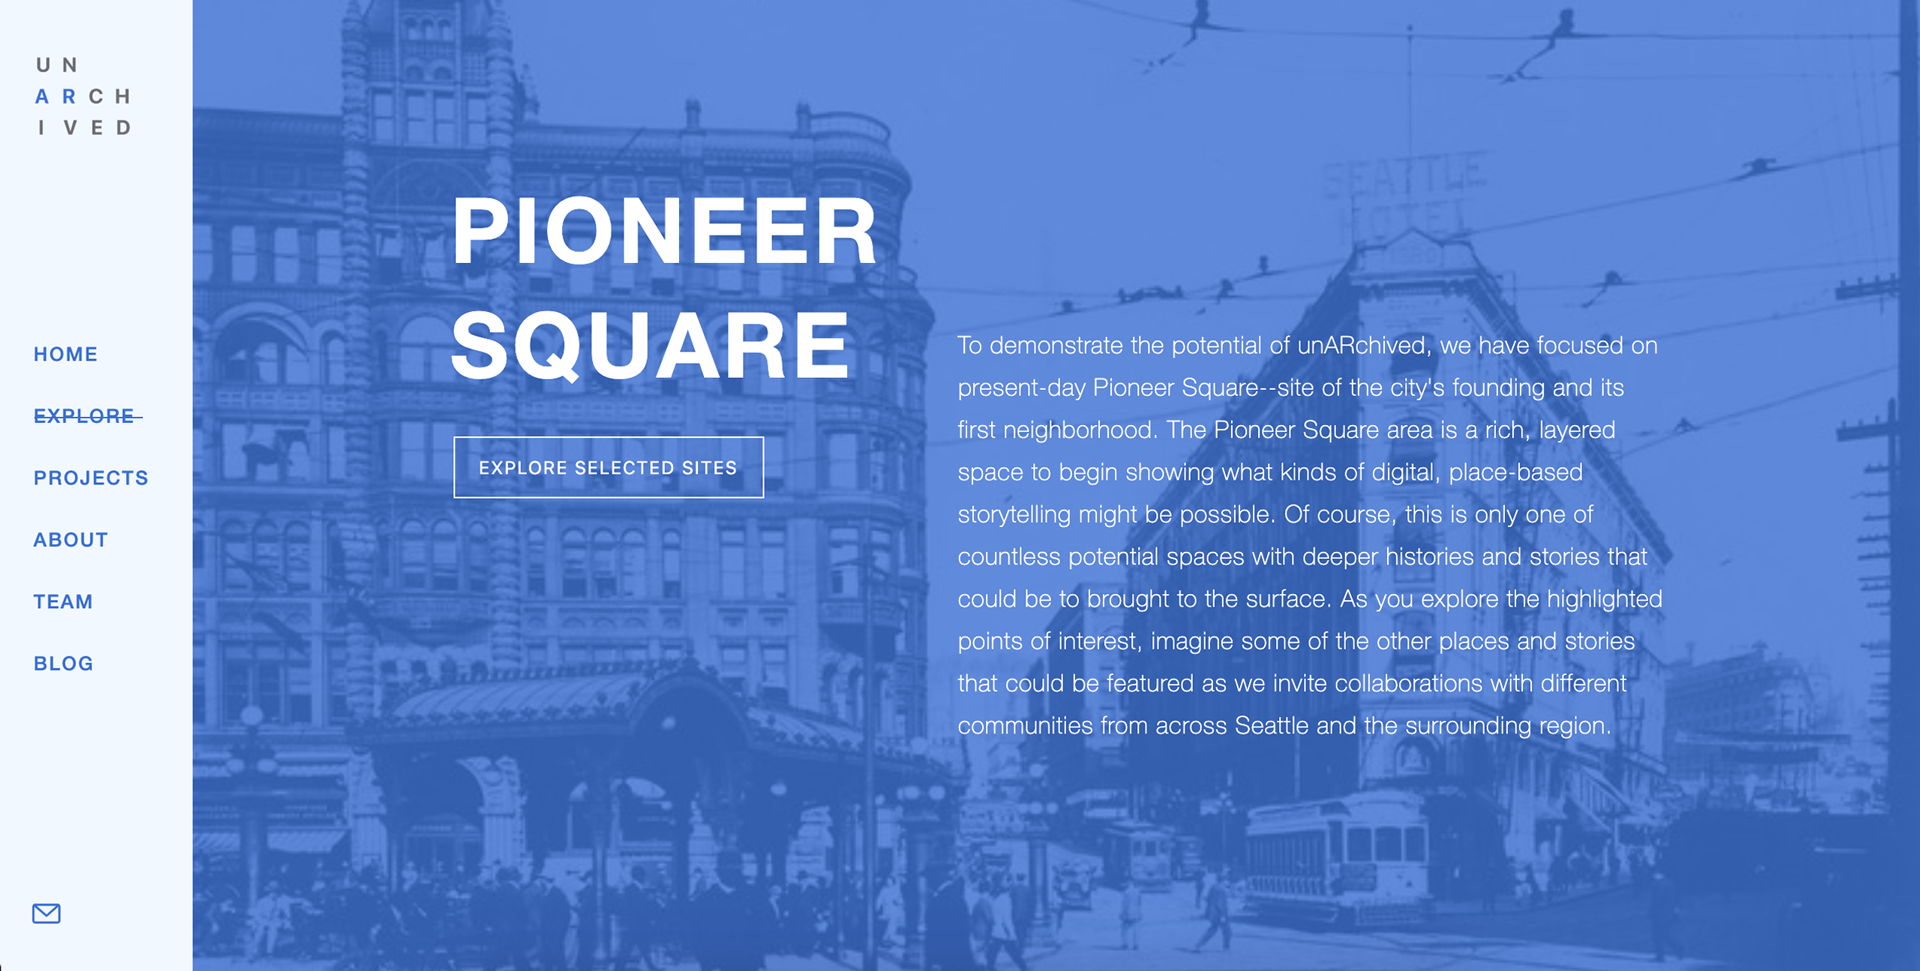 UN
ARCH
IVED
HOME
EXPLORE
PROJECTS
ABOUT
TEAM
BLOG
PIONEER
SQUARE
EXPLORE SELECTED SITES
SEATTLE
HOTEL
To demonstrate the potential of unARchived, we have focused on
present-day Pioneer Square--site of the city's founding and its
first neighborhood. The Pioneer Square area is a rich, layered
space to begin showing what kinds of digital, place-based
storytelling might be possible. Of course, this is only one of
countless potential spaces with deeper histories and stories that
could be to brought to the surface. As you explore the highlighted
points of interest, imagine some of the other places and stories
that could be featured as we invite collaborations with different
communities from across Seattle and the surrounding region.